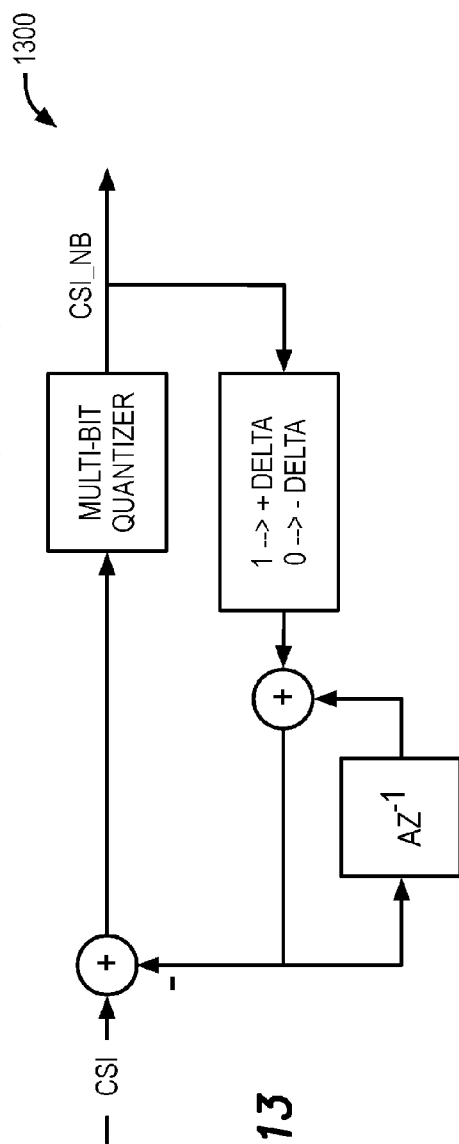 1300
CSI
+
-
MULTI-BIT
QUANTIZER
CSI_NB
1 --> + DELTA
0 --> - DELTA
+
AZ-1
13